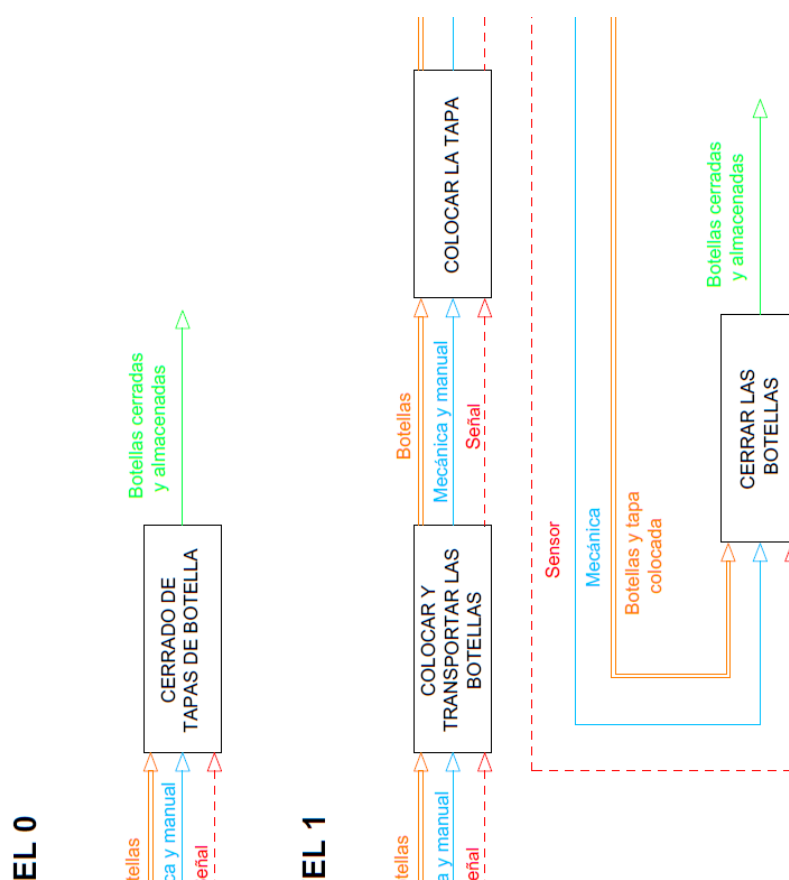 EL 0
tellas
ca y manual
eñal
CERRADO DE
TAPAS DE BOTELLA
Botellas cerradas
y almacenadas
EL 1
tellas
a y manual
eñal
COLOCAR Y
TRANSPORTAR LAS
BOTELLAS
Botellas
Mecánica y manual
Señal
COLOCAR LA TAPA
Sensor
Mecánica
Botellas y tapa
colocada
CERRAR LAS
BOTELLAS
Botellas cerradas
y almacenadas